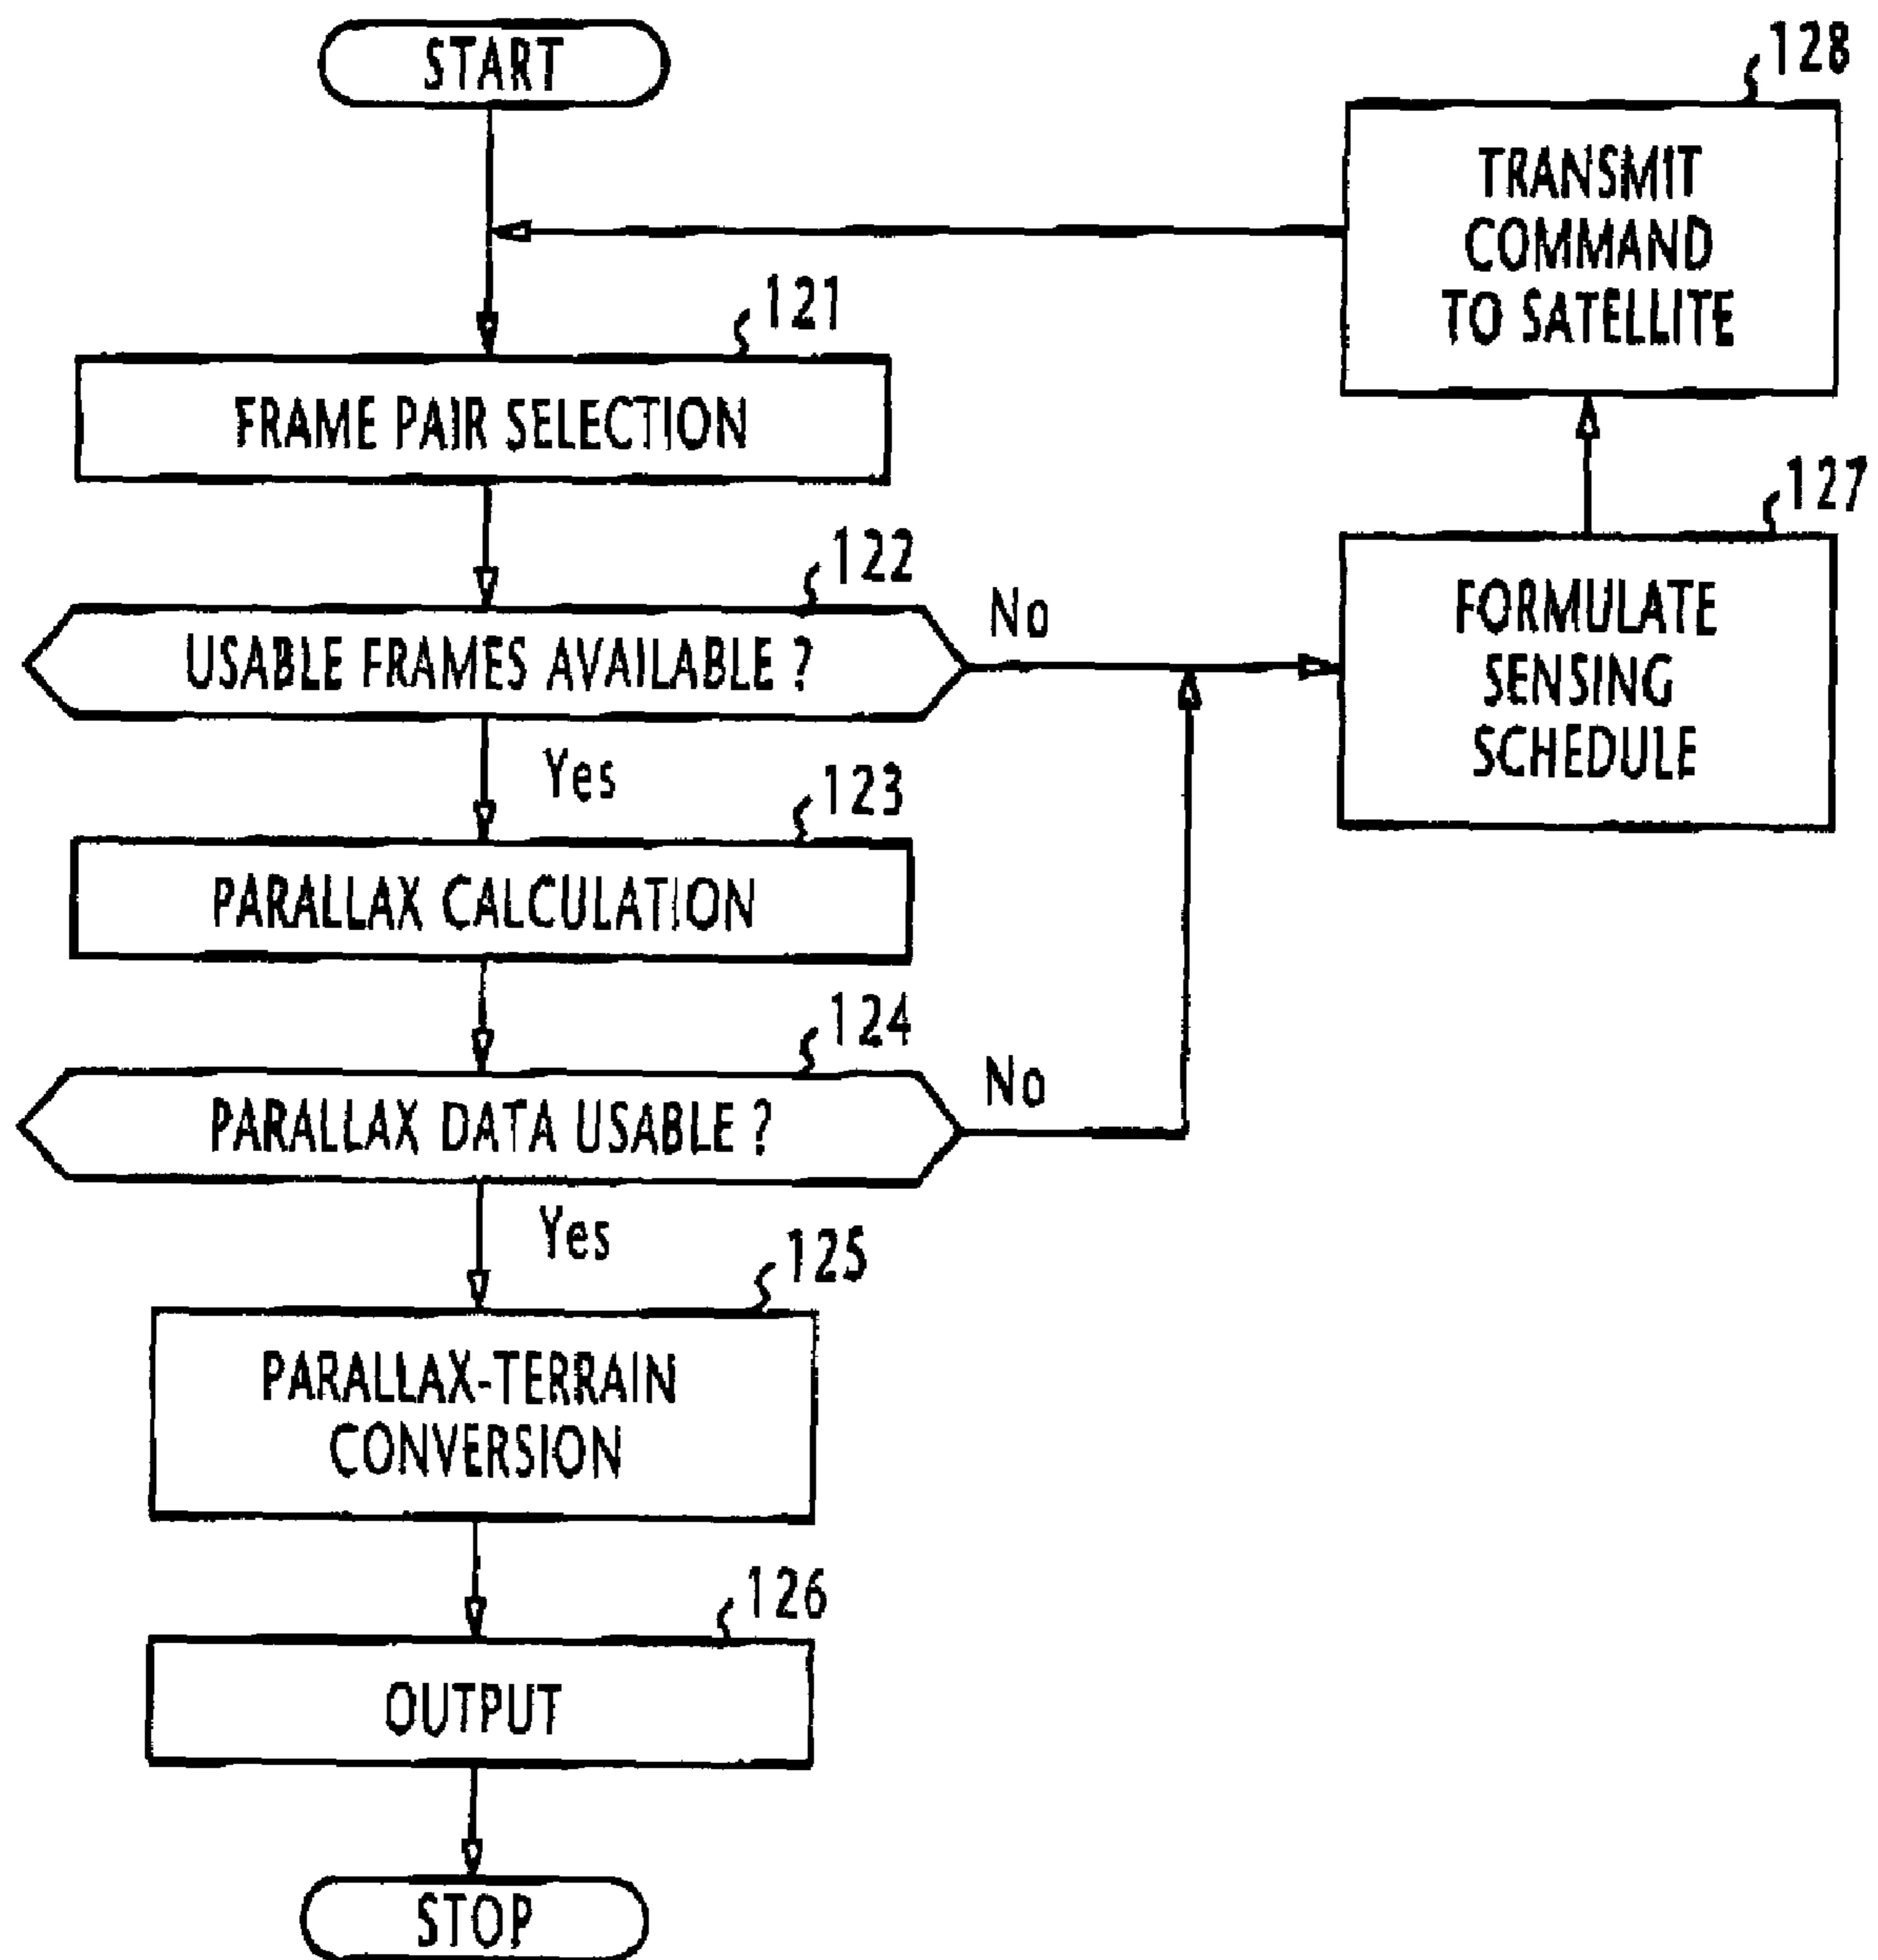 START
128
TRANSMIT
COMMAND
TO SATELLITE
121
FRAME PAIR SELECTION
127
FORMULATE
SENSING
SCHEDULE
122
USABLE FRAMES AVAILABLE ?
No
Yes
123
PARALLAX CALCULATION
124
PARALLAX DATA USABLE ?
No
Yes
125
PARALLAX-TERRAIN
CONVERSION
126
OUTPUT
STOP